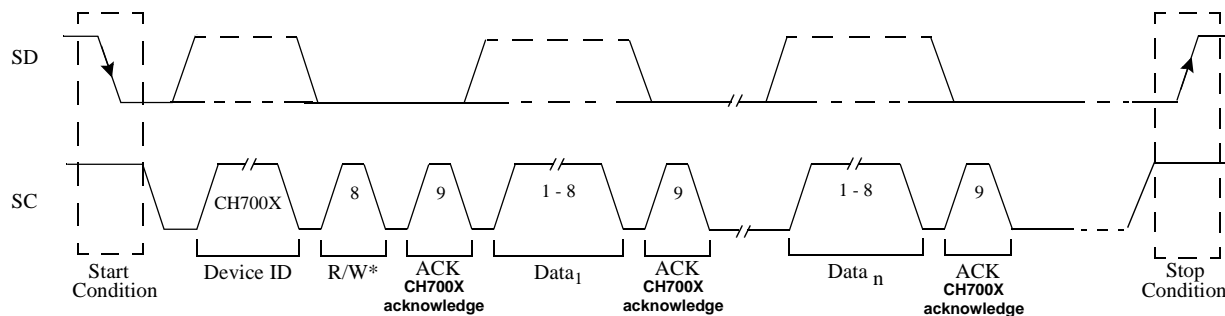 SD
SC
CH700X
8
9
1 - 8
9
1 - 8
9
Start
Condition
Device ID
R/W*
ACK
CH700X
acknowledge
Data1
ACK
CH700X
acknowledge
Data n
ACK
CH700X
acknowledge
Stop
Condition